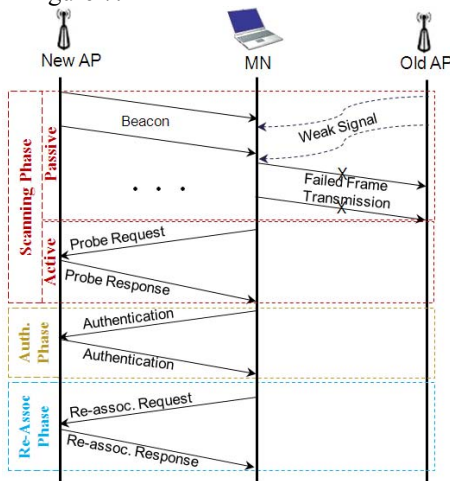 New AP
MN
Old AP
Scanning Phase
Passive
Beacon
Weak Signal
Failed Frame
Transmission
. . .
X
X
Active
Probe Request
Probe Response
Auth.
Phase
Authentication
Authentication
Re-Assoc
Phase
Re-assoc. Request
Re-assoc. Response